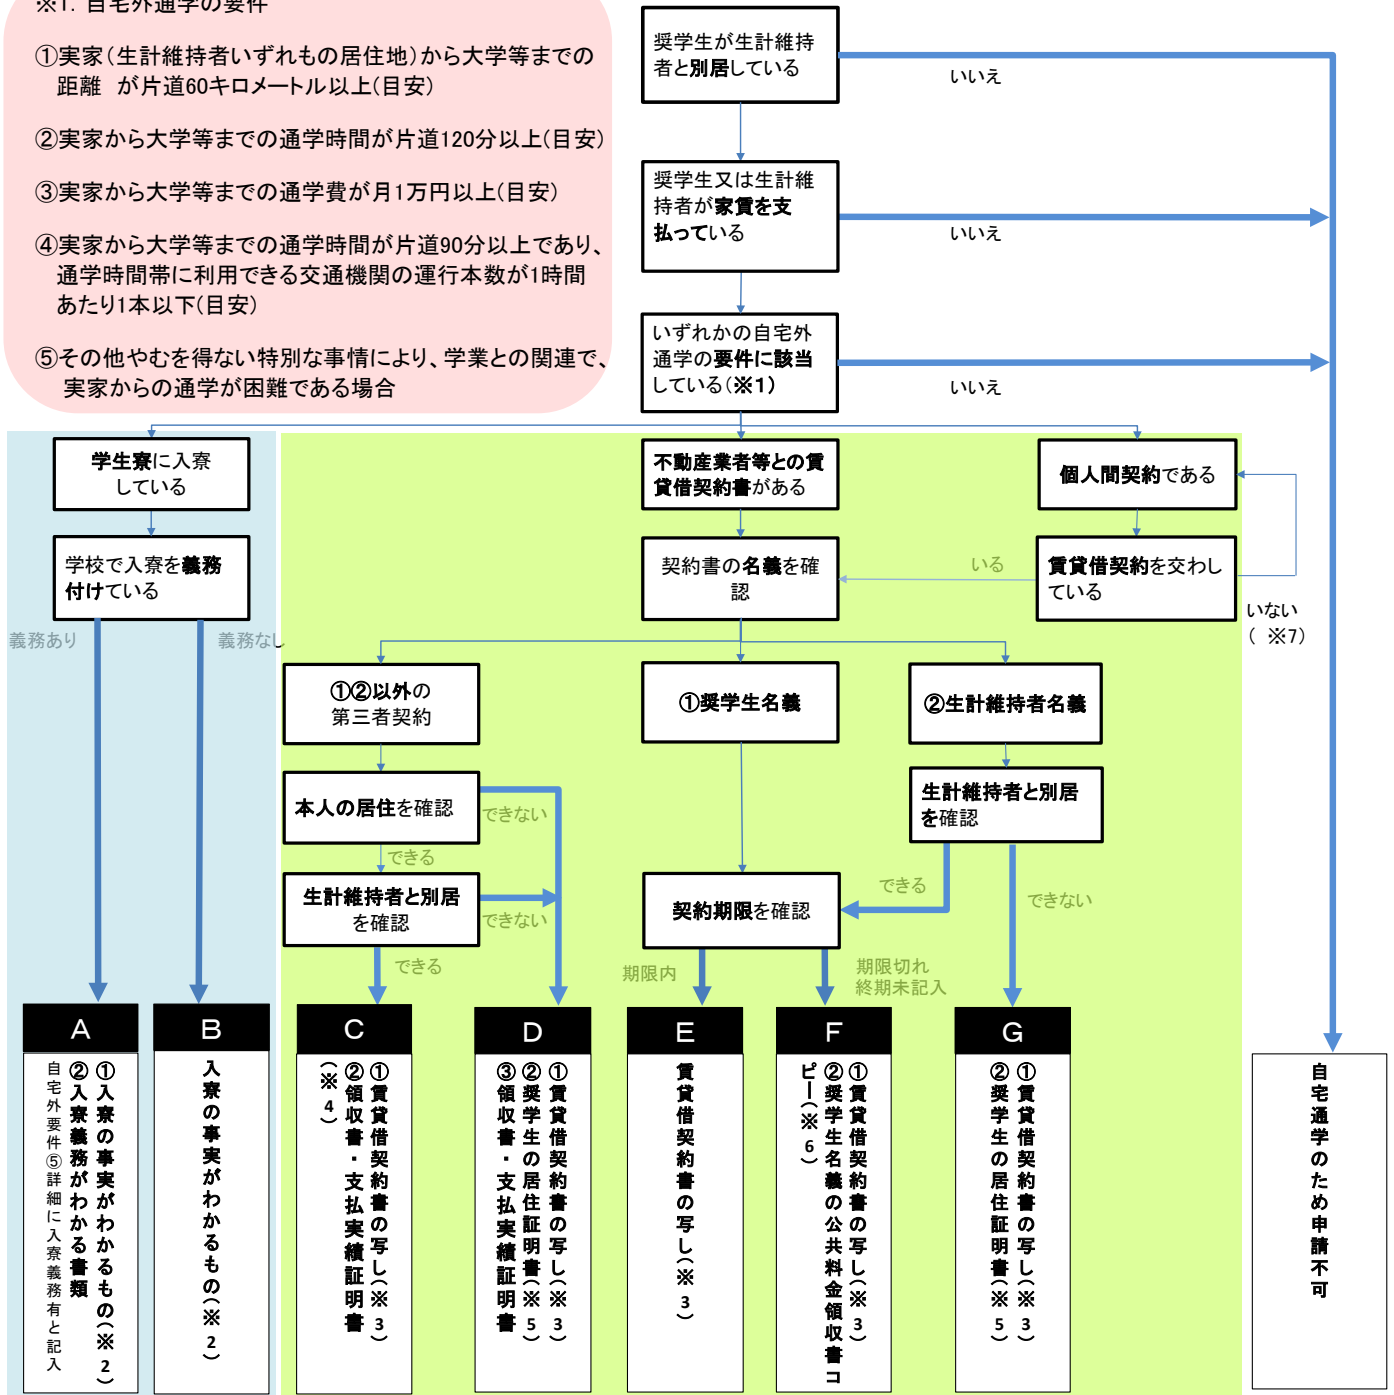 ※1. 自宅外通学の要件
①実家（生計維持者いずれもの居住地）から大学等までの
距離　が片道60キロメートル以上(目安)
②実家から大学等までの通学時間が片道120分以上(目安)
③実家から大学等までの通学費が月1万円以上(目安)
④実家から大学等までの通学時間が片道90分以上であり、
通学時間帯に利用できる交通機関の運行本数が1時間
あたり1本以下(目安)
⑤その他やむを得ない特別な事情により、学業との関連で、
実家からの通学が困難である場合
奨学生が生計維持
者と別居している
いいえ
奨学生又は生計維
持者が家賃を支
払っている
いいえ
いずれかの自宅外
通学の要件に該当
している(※1)
いいえ
学生寮に入寮
している
不動産業者等との賃
貸借契約書がある
個人間契約である
学校で入寮を義務
付けている
契約書の名義を確
認
いる
賃貸借契約を交わし
ている
いない
( ※7)
義務あり
義務なし
①②以外の
第三者契約
①奨学生名義
②生計維持者名義
本人の居住を確認
できない
生計維持者と別居
を確認
できる
生計維持者と別居
を確認
できない
契約期限を確認
できる
できない
できる
期限内
期限切れ
終期未記入
A
①入寮の事実がわかるもの(※2)
②入寮義務がわかる書類
自宅外要件⑤詳細に入寮義務有と記入
B
入寮の事実がわかるもの(※2)
C
①賃貸借契約書の写し(※3)
②領収書・支払実績証明書
(※4)
D
①賃貸借契約書の写し(※3)
②奨学生の居住証明書(※5)
③領収書・支払実績証明書
E
賃貸借契約書の写し(※3)
F
①賃貸借契約書の写し(※3)
②奨学生名義の公共料金領収書コ
ピー(※6)
G
①賃貸借契約書の写し(※3)
②奨学生の居住証明書(※5)
自宅通学のため申請不可